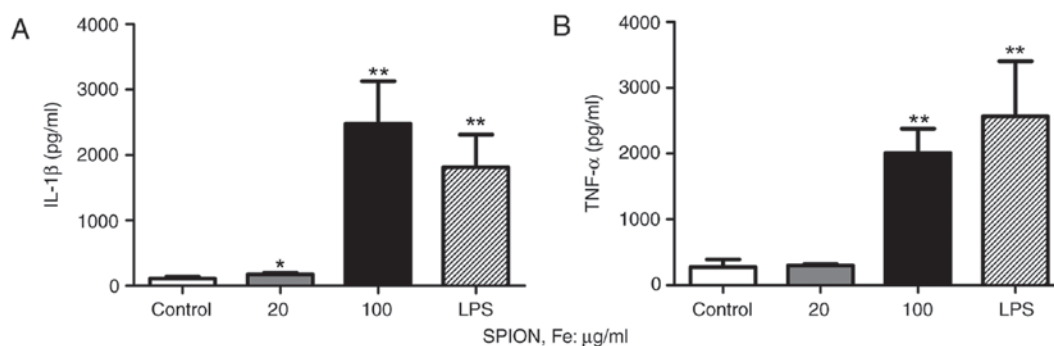 A
IL-1β (pg/ml)
4000
3000
2000
1000
0
**
**
*
Control 20 100 LPS
B
TNF-α (pg/ml)
4000
3000
2000
1000
0
**
**
Control 20 100 LPS
SPION, Fe: μg/ml